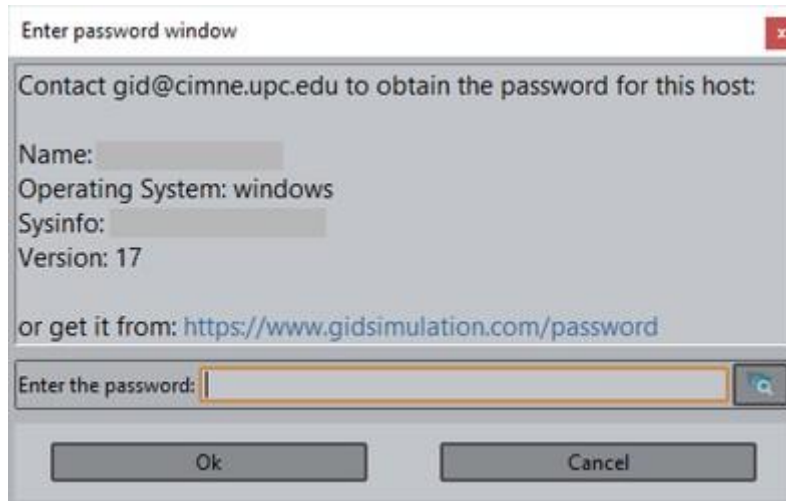 Enter password window
x
Contact gid@cimne.upc.edu to obtain the password for this host:
Name:
Operating System: windows
Sysinfo:
Version: 17
or get it from: https://www.gidsimulation.com/password
Enter the password:
Ok
Cancel